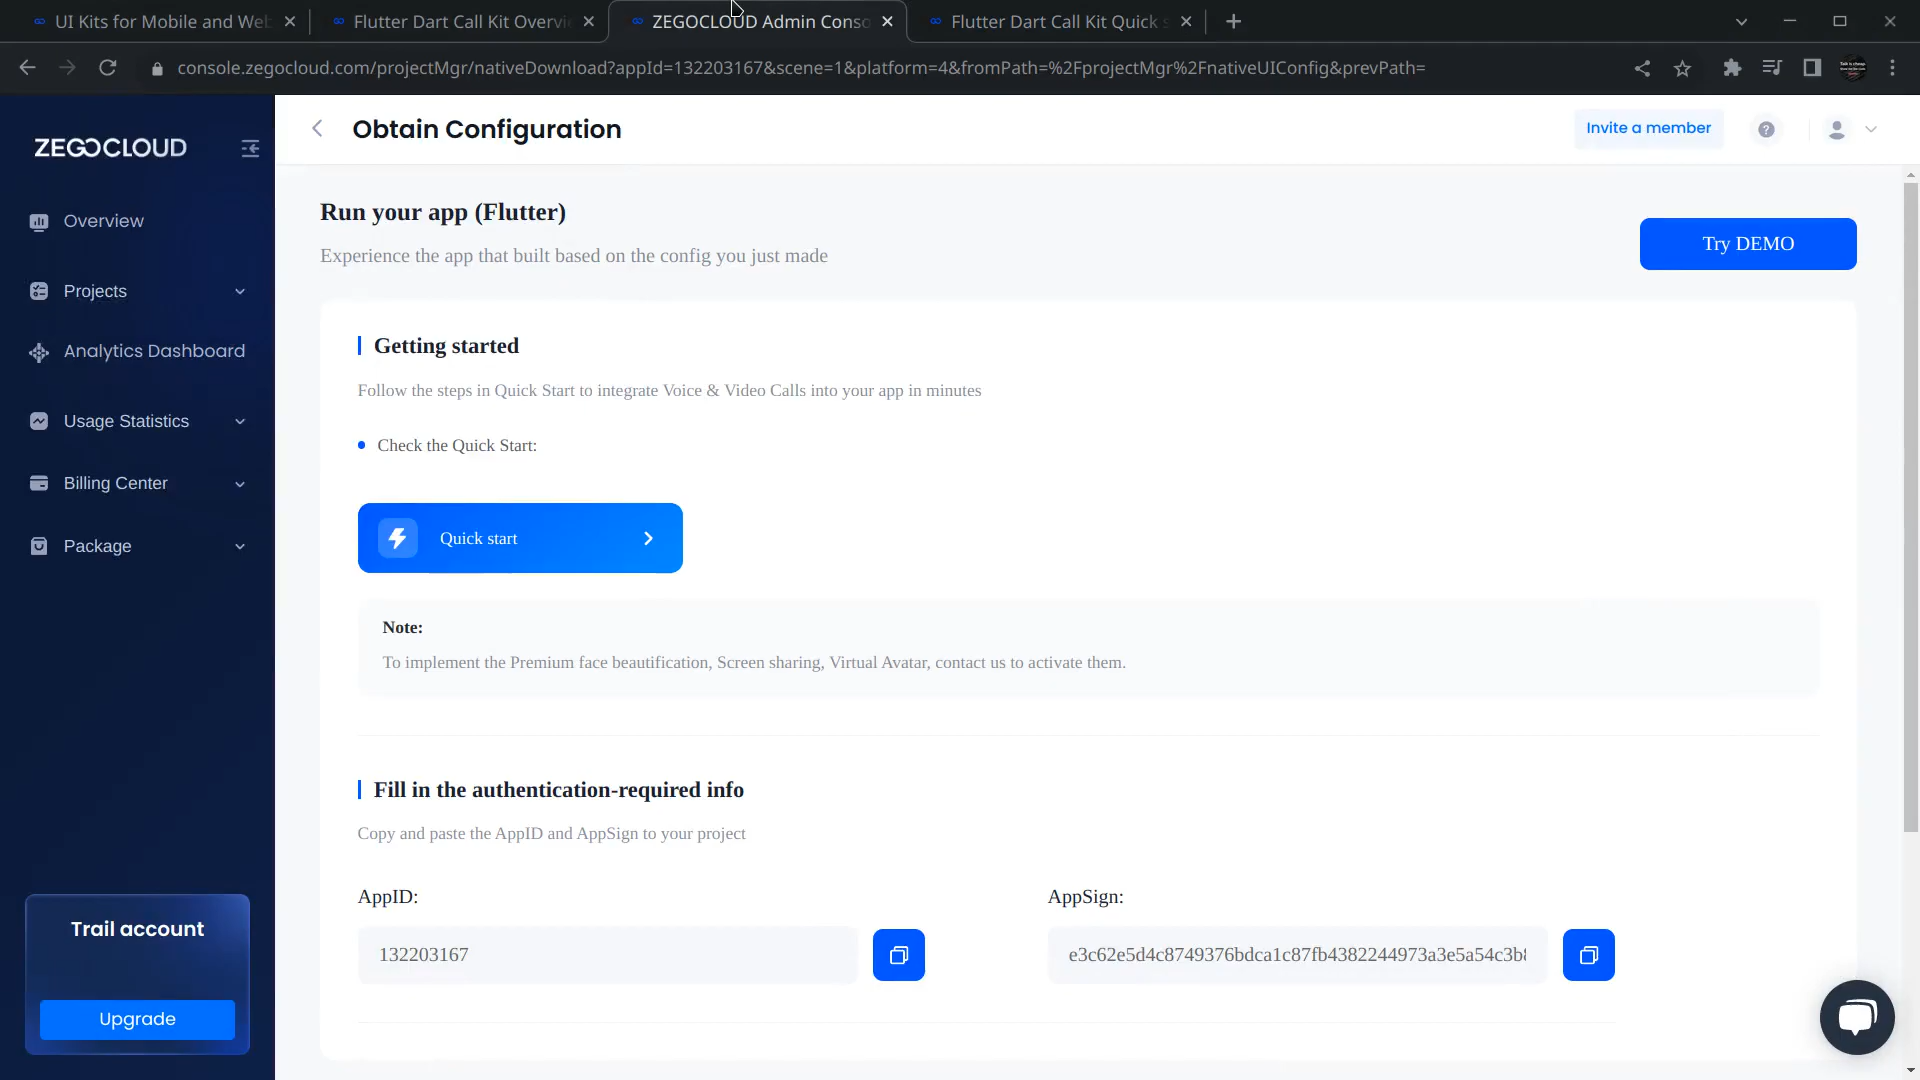 UI Kits for Mobile and Web
Flutter Dart Call Kit Overvi
ZEGOCLOUD Admin Conso
Flutter Dart Call Kit Quick s
console.zegocloud.com/projectMgr/nativeDownload?appId=132203167&scene=1&platform=4&fromPath=%2FprojectMgr%2FnativeUIConfig&prevPath=
ZEGOCLOUD
Obtain Configuration
Invite a member
Overview
Projects
Analytics Dashboard
Usage Statistics
Billing Center
Package
Trail account
Upgrade
Run your app (Flutter)
Experience the app that built based on the config you just made
Try DEMO
Getting started
Follow the steps in Quick Start to integrate Voice & Video Calls into your app in minutes
Check the Quick Start:
Quick start
Note:
To implement the Premium face beautification, Screen sharing, Virtual Avatar, contact us to activate them.
Fill in the authentication-required info
Copy and paste the AppID and AppSign to your project
AppID:
AppSign:
132203167
e3c62e5d4c8749376bdca1c87fb4382244973a3e5a54c3b8